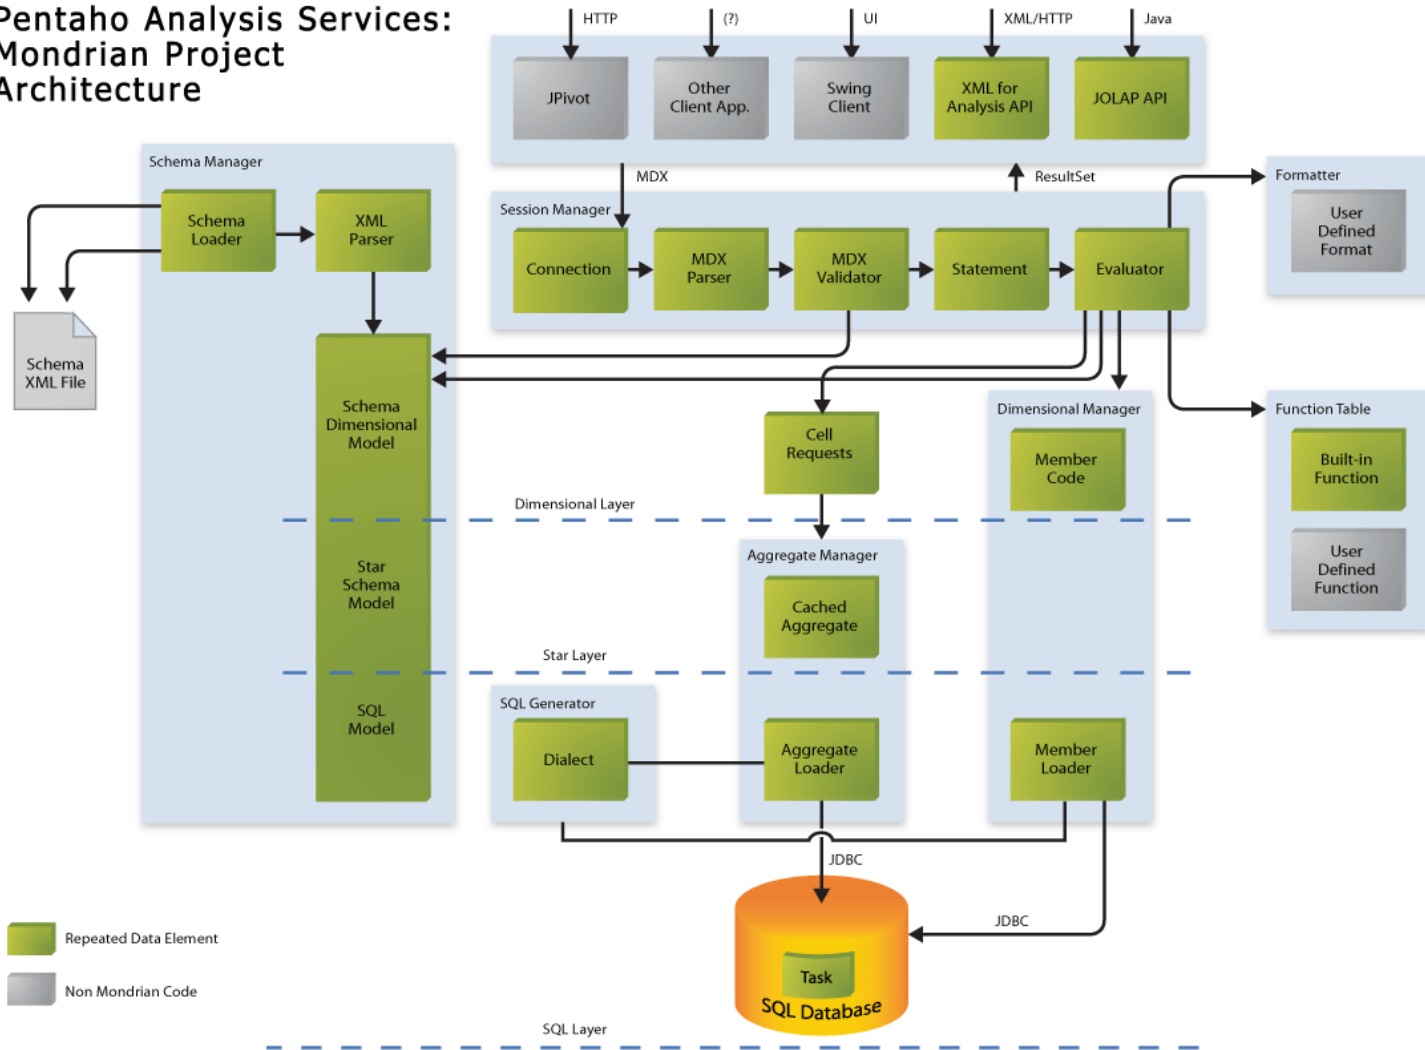 Pentaho Analysis Services:
Mondrian Project
Architecture
HTTP
(?)
UI
XML/HTTP
Java
JPivot
Other
Client App.
Swing
Client
XML for
Analysis API
JOLAP API
MDX
ResultSet
Schema Manager
Schema
Loader
XML
Parser
Schema
XML File
Session Manager
Connection
MDX
Parser
MDX
Validator
Statement
Evaluator
Formatter
User
Defined
Format
Schema
Dimensional
Model
Star
Schema
Model
SQL
Model
Cell
Requests
Dimensional Manager
Member
Code
Function Table
Built-in
Function
User
Defined
Function
Dimensional Layer
Aggregate Manager
Cached
Aggregate
Star Layer
SQL Generator
Dialect
Aggregate
Loader
Member
Loader
JDBC
JDBC
Task
SQL Database
Repeated Data Element
Non Mondrian Code
SQL Layer